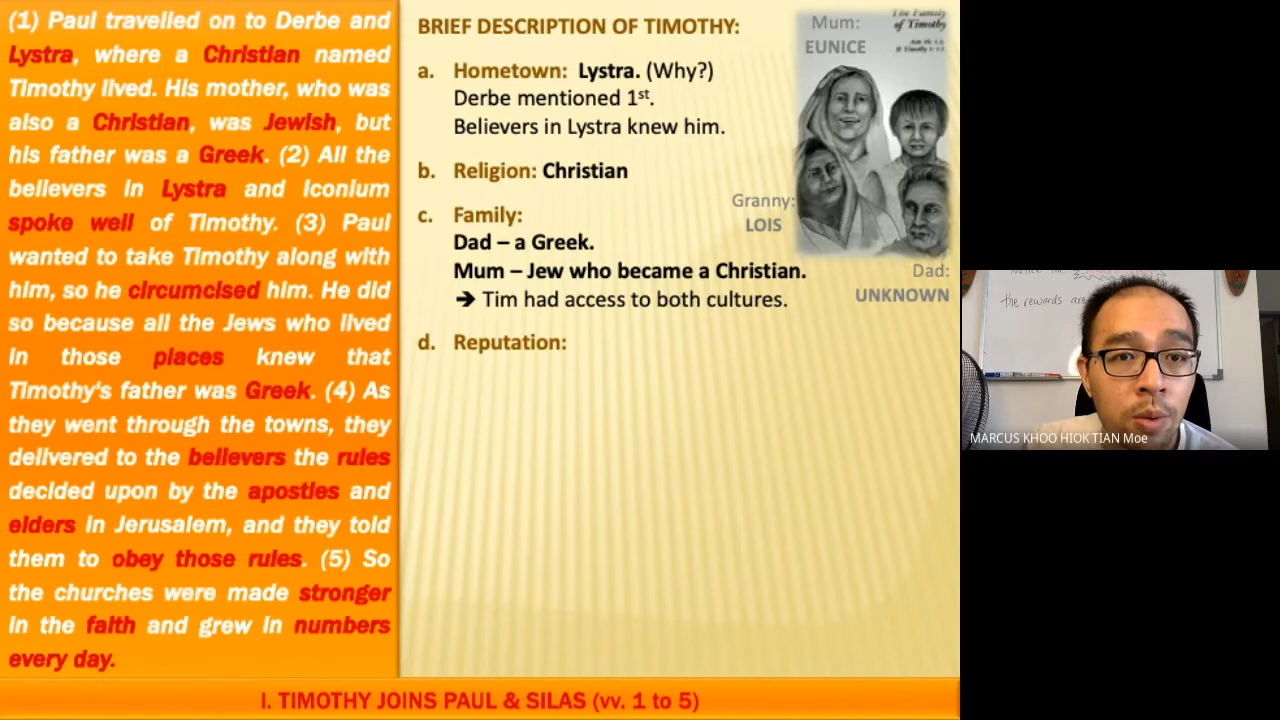 (1) Paul travelled on to Derbe and
Lystra, where a Christian named
Timothy lived. His mother, who was
also a Christian, was Jewish, but
his father was a Greek. (2) All the
believers in Lystra and Iconium
spoke well of Timothy. (3) Paul
wanted to take Timothy along with
him, so he circumcised him. He did
so because all the Jews who lived
in those places knew that
Timothy's father was Greek. (4) As
they went through the towns, they
delivered to the believers the rules
decided upon by the apostles and
elders in Jerusalem, and they told
them to obey those rules. (5) So
the churches were made stronger
in the faith and grew in numbers
every day.
BRIEF DESCRIPTION OF TIMOTHY:
a. Hometown: Lystra. (Why?)
Derbe mentioned 1st.
Believers in Lystra knew him.
b. Religion: Christian
c. Family:
Dad – a Greek.
Mum – Jew who became a Christian.
➔ Tim had access to both cultures.
d. Reputation:
Mum:
EUNICE
The Family
of Timothy
Granny:
LOIS
Dad:
UNKNOWN
the rewards are
MARCUS KHOO HIOK TIAN Moe
I. TIMOTHY JOINS PAUL & SILAS (vv. 1 to 5)